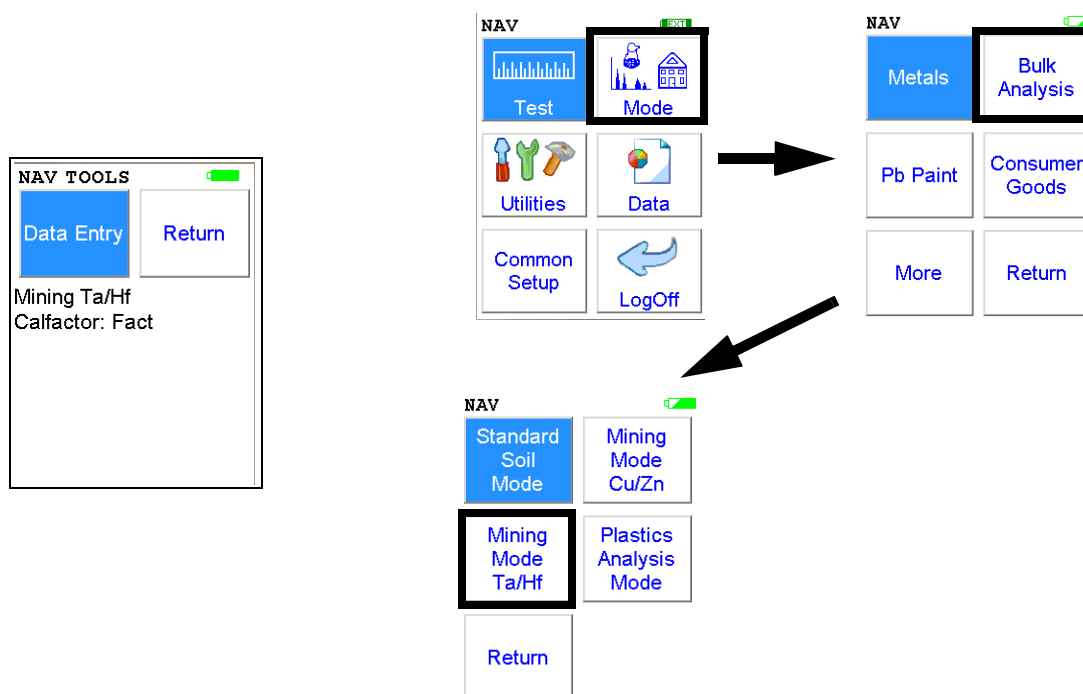 NAV TOOLS
Data Entry
Return
Mining Ta/Hf
Calfactor: Fact
NAV
EXT
Test
Mode
Utilities
Data
Common
Setup
LogOff
NAV
Metals
Bulk
Analysis
Pb Paint
Consumer
Goods
More
Return
NAV
Standard
Soil
Mode
Mining
Mode
Cu/Zn
Mining
Mode
Ta/Hf
Plastics
Analysis
Mode
Return